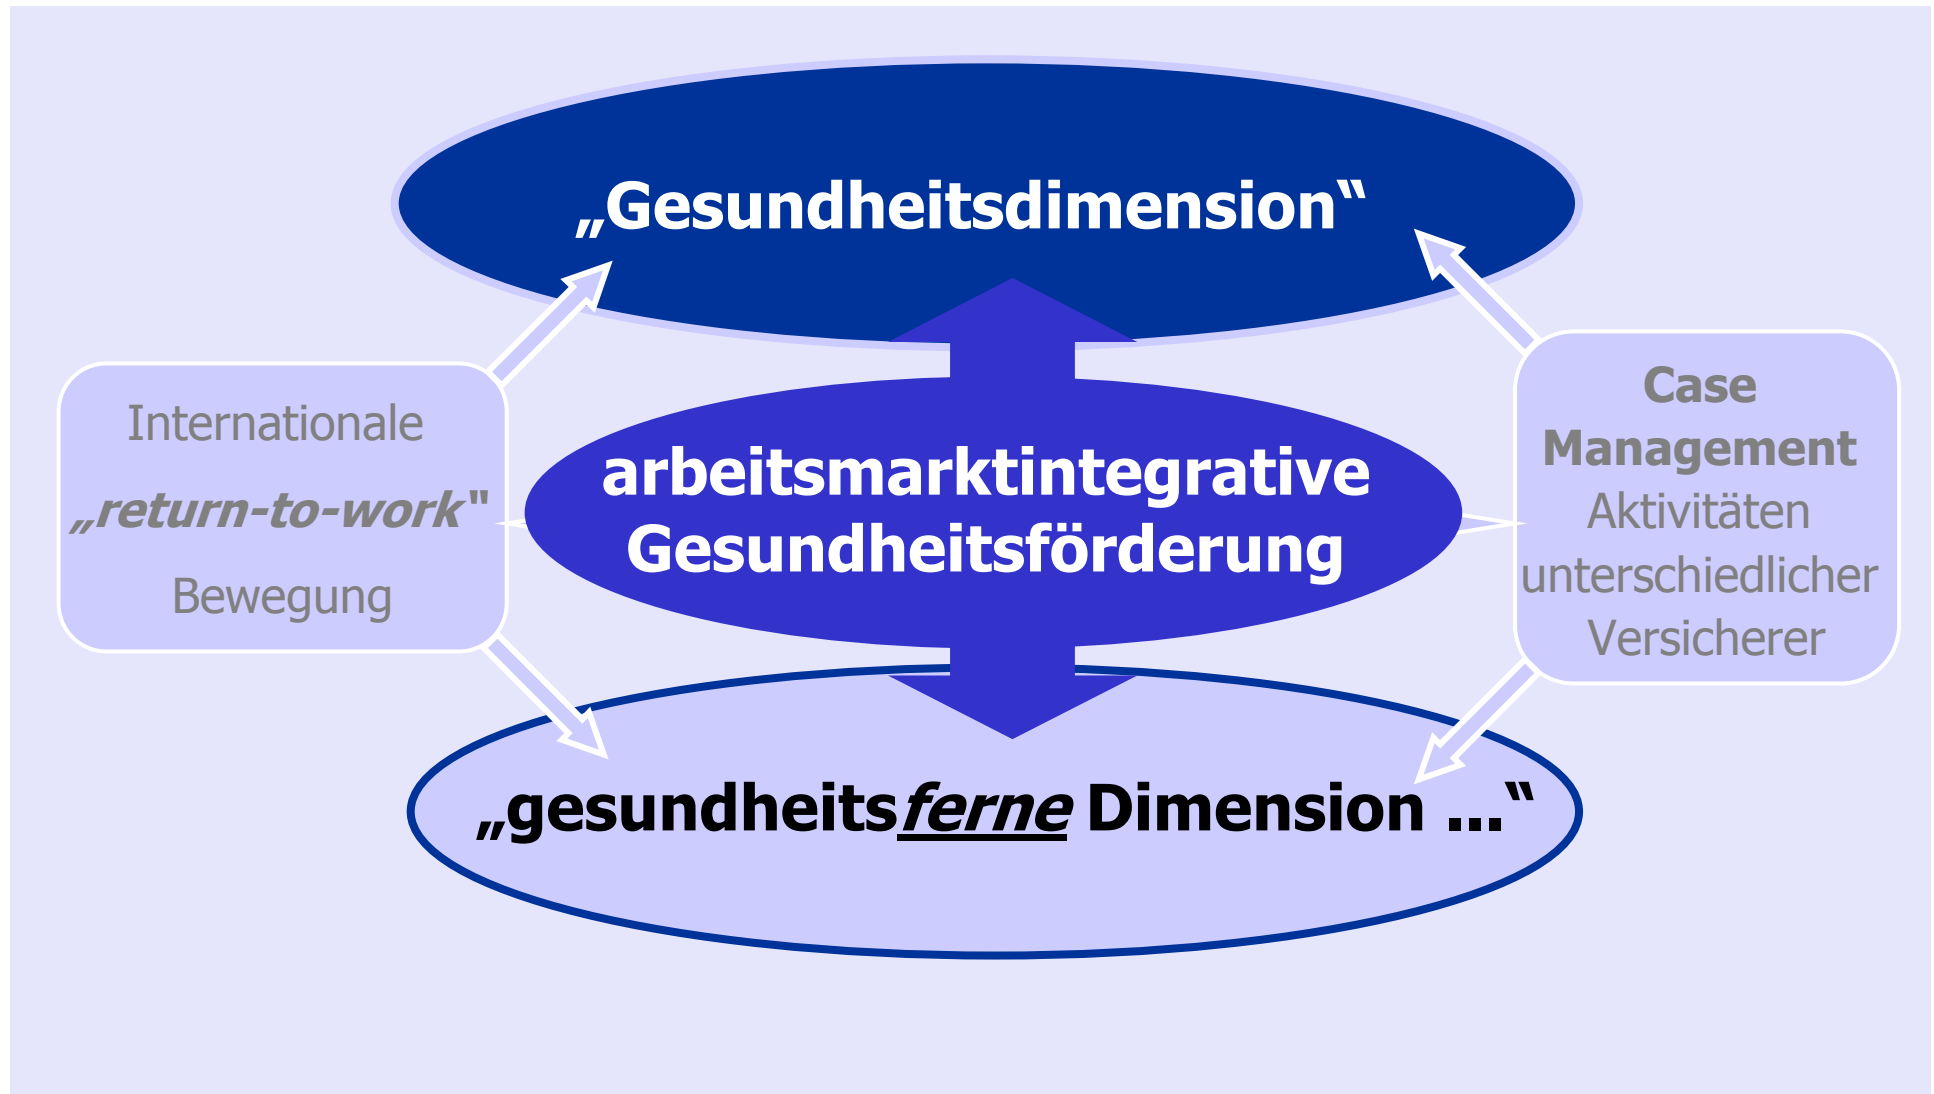 „Gesundheitsdimension“
Internationale
„return-to-work"
Bewegung
arbeitsmarktintegrative
Gesundheitsförderung
Case
Management
Aktivitäten
unterschiedlicher
Versicherer
„gesundheitsferne Dimension ...“